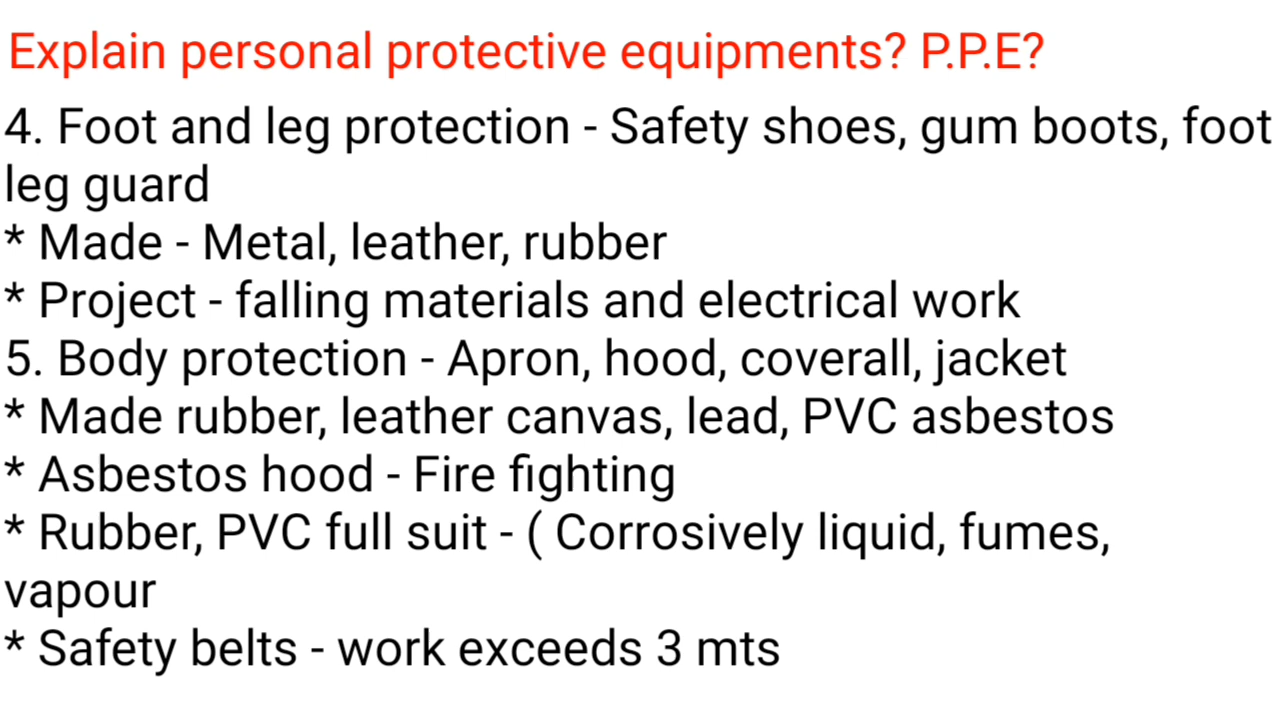 Explain personal protective equipments? P.P.E?
4. Foot and leg protection - Safety shoes, gum boots, foot
leg guard
* Made - Metal, leather, rubber
* Project - falling materials and electrical work
5. Body protection - Apron, hood, coverall, jacket
* Made rubber, leather canvas, lead, PVC asbestos
* Asbestos hood - Fire fighting
* Rubber, PVC full suit - ( Corrosively liquid, fumes,
vapour
* Safety belts - work exceeds 3 mts